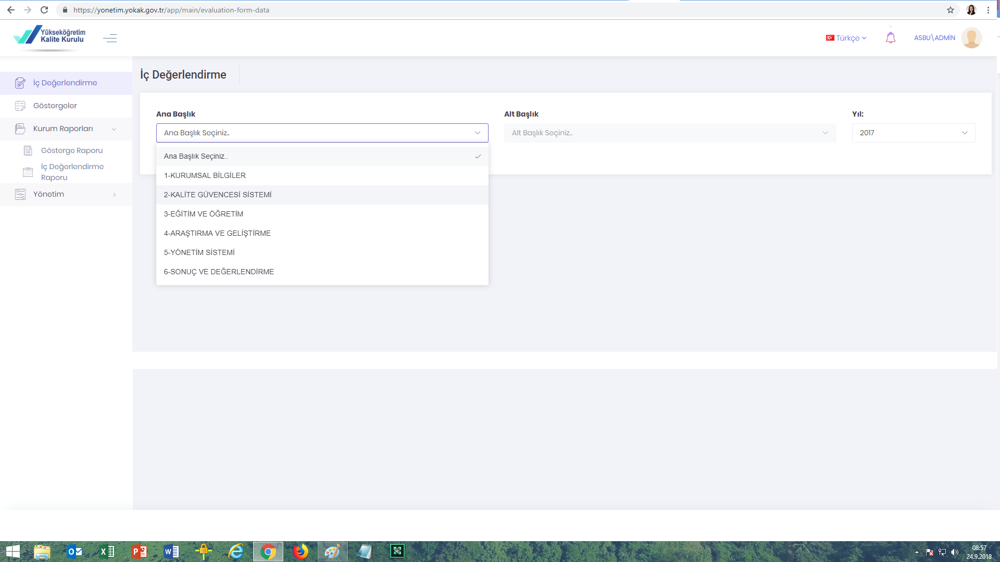 https://yonetim.yokak.gov.tr/app/main/evaluation-form-data
Yükseköğretim
Kalite Kurulu
Türkçe
ASBU\ADMİN
İç Değerlendirme
Göstergeler
Kurum Raporları
Gösterge Raporu
İç Değerlendirme
Raporu
Yönetim
İç Değerlendirme
Ana Başlık
Alt Başlık
Yıl:
Ana Başlık Seçiniz..
Alt Başlık Seçiniz..
2017
Ana Başlık Seçiniz..
1-KURUMSAL BİLGİLER
2-KALİTE GÜVENCESİ SİSTEMİ
3-EĞİTİM VE ÖĞRETİM
4-ARAŞTIRMA VE GELİŞTİRME
5-YÖNETİM SİSTEMİ
6-SONUÇ VE DEĞERLENDİRME
08:57
24.9.2018